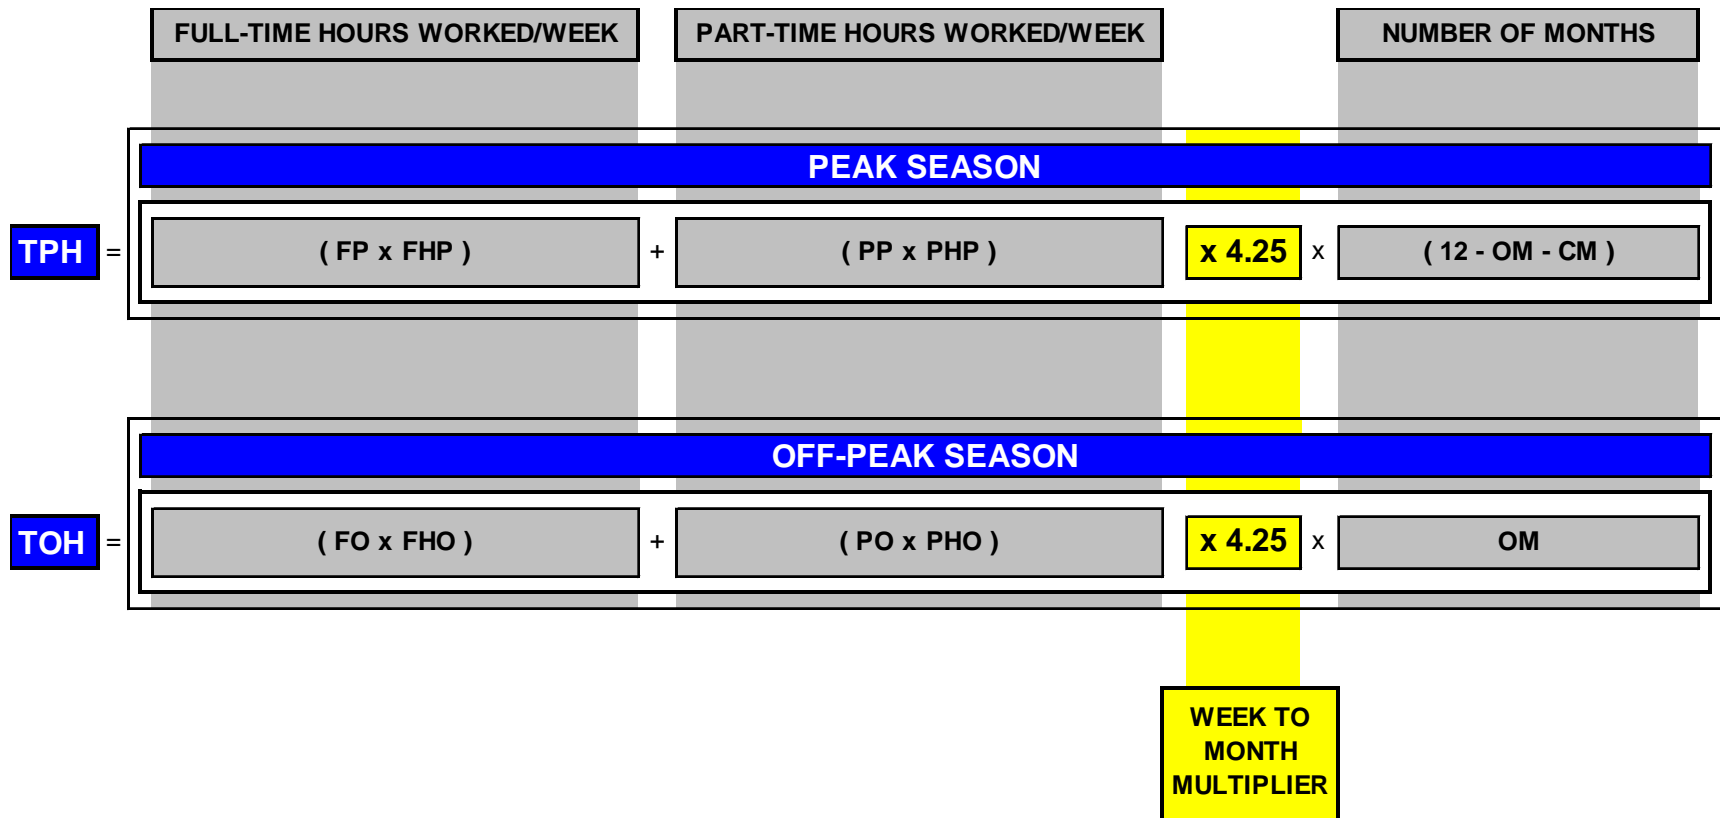 FULL-TIME HOURS WORKED/WEEK PART-TIME HOURS WORKED/WEEK NUMBER OF MONTHS
PEAK SEASON
TPH = ( FP x FHP ) + ( PP x PHP ) x 4.25 x ( 12 - OM - CM )
OFF-PEAK SEASON
TOH = ( FO x FHO ) + ( PO x PHO ) x 4.25 x OM
WEEK TO
MONTH
MULTIPLIER